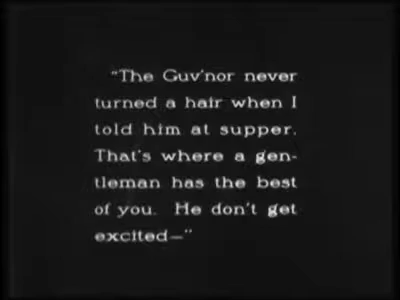 "The Guv'nor never
turned a hair when I
told him at supper.
That's where a gen-
tleman has the best
of you. He don't get
excited—"